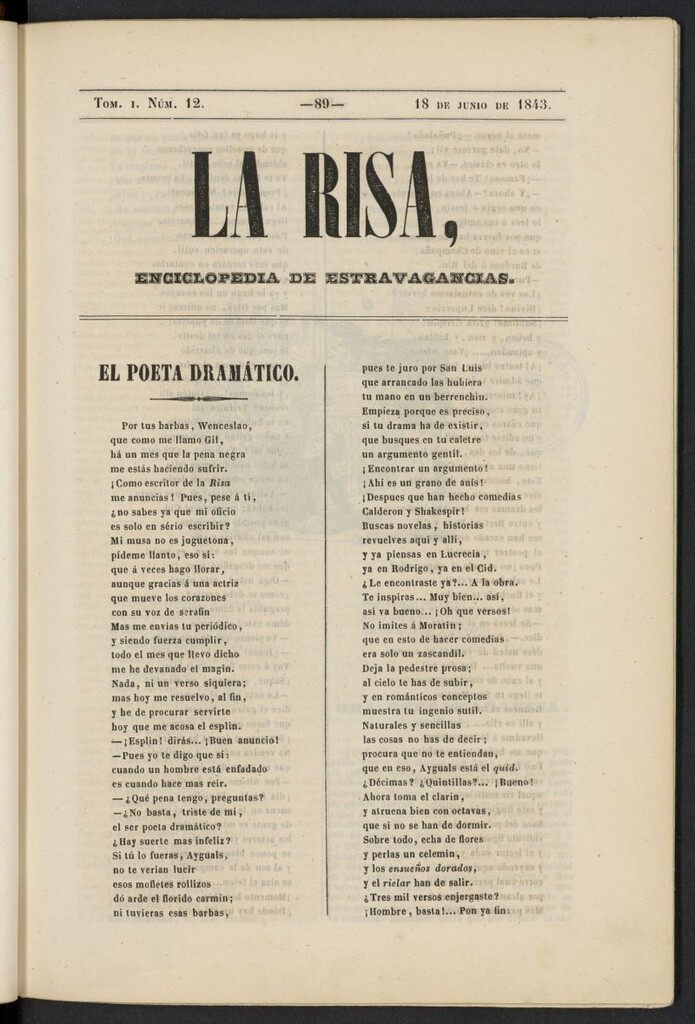 Tom. I. Núm. 12. —89— 18 DE JUNIO DE 1843.
LA RISA,
ENCICLOPEDIA DE ESTRAVAGANCIAS.
EL POETA DRAMÁTICO.
Por tus barbas, Wenceslao,
que como me llamo Gil,
há un mes que la pena negra
me estás haciendo sufrir.
¡Como escritor de la Risa
me anuncias! Pues, pese á ti,
¿no sabes ya que mi oficio
es solo en sério escribir?
Mi musa no es juguetona,
pídeme llanto, eso si:
que á veces hago llorar,
aunque gracias á una actriz
que mueve los corazones
con su voz de serafin
Mas me envias tu periódico,
y siendo fuerza cumplir,
todo el mes que llevo dicho
me he devanado el magin.
Nada, ni un verso siquiera;
mas hoy me resuelvo, al fin,
y he de procurar servirte
hoy que me acosa el esplin.
—¡Esplin! dirás... ¡Buen anuncio!
—Pues yo te digo que si:
cuando un hombre está enfadado
es cuando hace mas reir.
—¿Qué pena tengo, preguntas?
—¿No basta, triste de mí,
el ser poeta dramático?
¿Hay suerte mas infeliz?
Si tú lo fueras, Ayguals,
no te verian lucir
esos mofletes rollizos
dó arde el florido carmin;
ni tuvieras esas barbas,
pues te juro por San Luis
que arrancado las hubiera
tu mano en un berrenchin.
Empieza porque es preciso,
si tu drama ha de existir,
que busques en tu caletre
un argumento gentil.
¡Encontrar un argumento!
¡Ahi es un grano de anis!
¡Despues que han hecho comedias
Calderon y Shakespir!
Buscas novelas, historias
revuelves aquí y alli,
y ya piensas en Lucrecia,
ya en Rodrigo, ya en el Cid.
¿Le encontraste ya?... A la obra.
Te inspiras... Muy bien... asi,
asi va bueno... ¡Oh que versos!
No imites á Moratin;
que en esto de hacer comedias
era solo un zascandil.
Deja la pedestre prosa;
al cielo te has de subir,
y en románticos conceptos
muestra tu ingenio sutil.
Naturales y sencillas
las cosas no has de decir;
procura que no te entiendan,
que en eso, Ayguals está el quid.
¿Décimas? ¿Quintillas?... ¡Bueno!
Ahora toma el clarin,
y atruena bien con octavas,
que si no se han de dormir.
Sobre todo, echa de flores
y perlas un celemin,
y los ensueños dorados,
y el rielar han de salir.
¿Tres mil versos enjergaste?
¡Hombre, basta!... Pon ya fin: